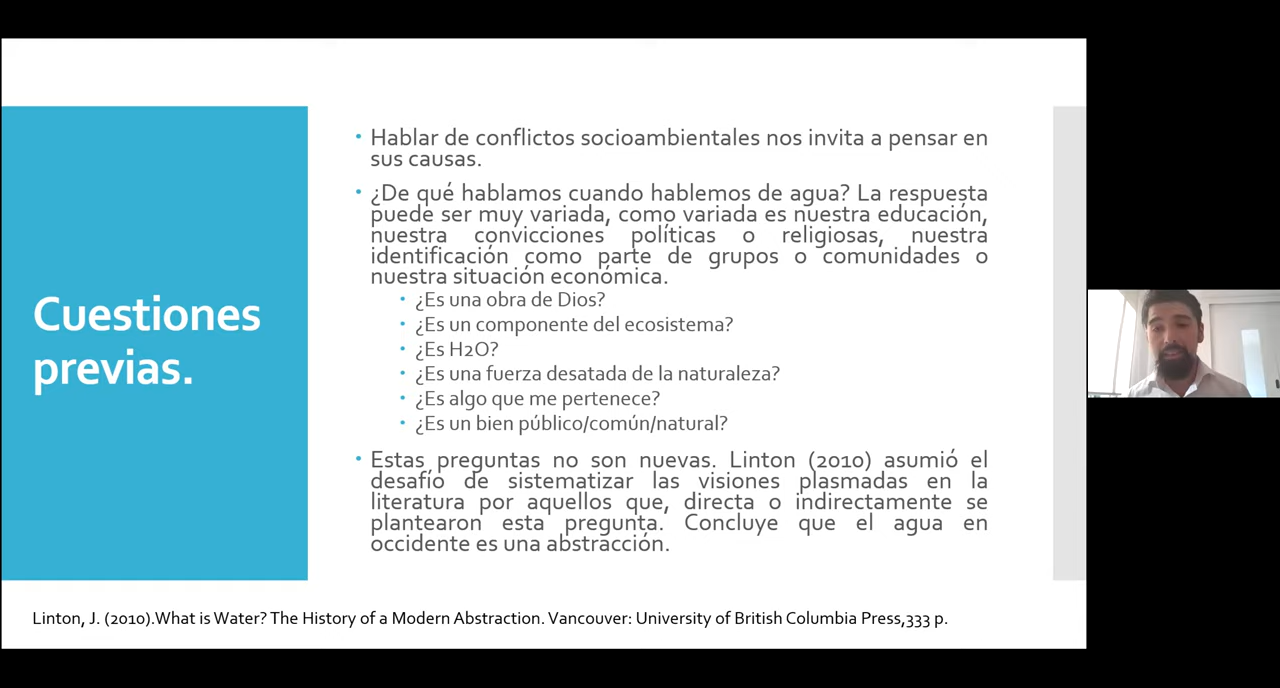 Cuestiones
previas.
• Hablar de conflictos socioambientales nos invita a pensar en
sus causas.
• ¿De qué hablamos cuando hablemos de agua? La respuesta
puede ser muy variada, como variada es nuestra educación,
nuestra convicciones políticas o religiosas, nuestra
identificación como parte de grupos o comunidades o
nuestra situación económica.
• ¿Es una obra de Dios?
• ¿Es un componente del ecosistema?
• ¿Es H2O?
• ¿Es una fuerza desatada de la naturaleza?
• ¿Es algo que me pertenece?
• ¿Es un bien público/común/natural?
• Estas preguntas no son nuevas. Linton (2010) asumió el
desafío de sistematizar las visiones plasmadas en la
literatura por aquellos que, directa o indirectamente se
plantearon esta pregunta. Concluye que el agua en
occidente es una abstracción.
Linton, J. (2010).What is Water? The History of a Modern Abstraction. Vancouver: University of British Columbia Press,333 p.